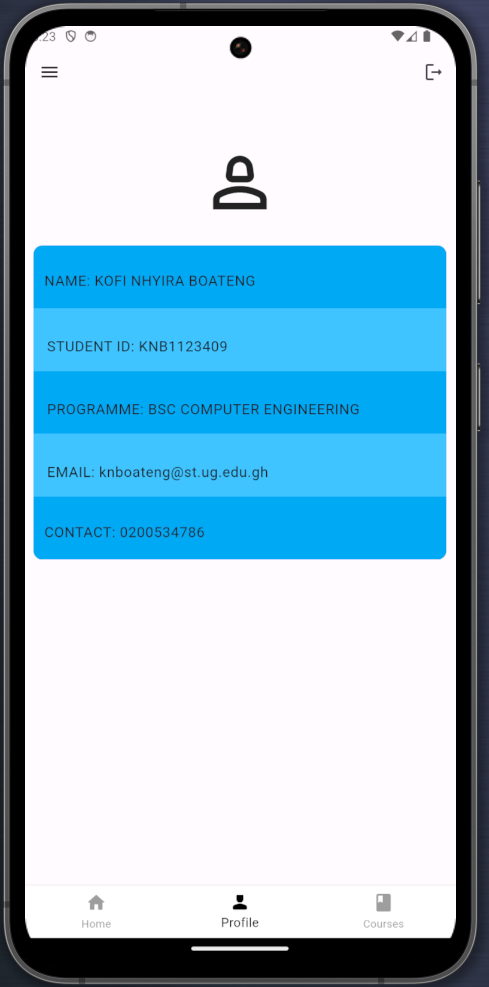 :23
NAME: KOFI NHYIRA BOATENG
STUDENT ID: KNB1123409
PROGRAMME: BSC COMPUTER ENGINEERING
EMAIL: knboateng@st.ug.edu.gh
CONTACT: 0200534786
Home
Profile
Courses